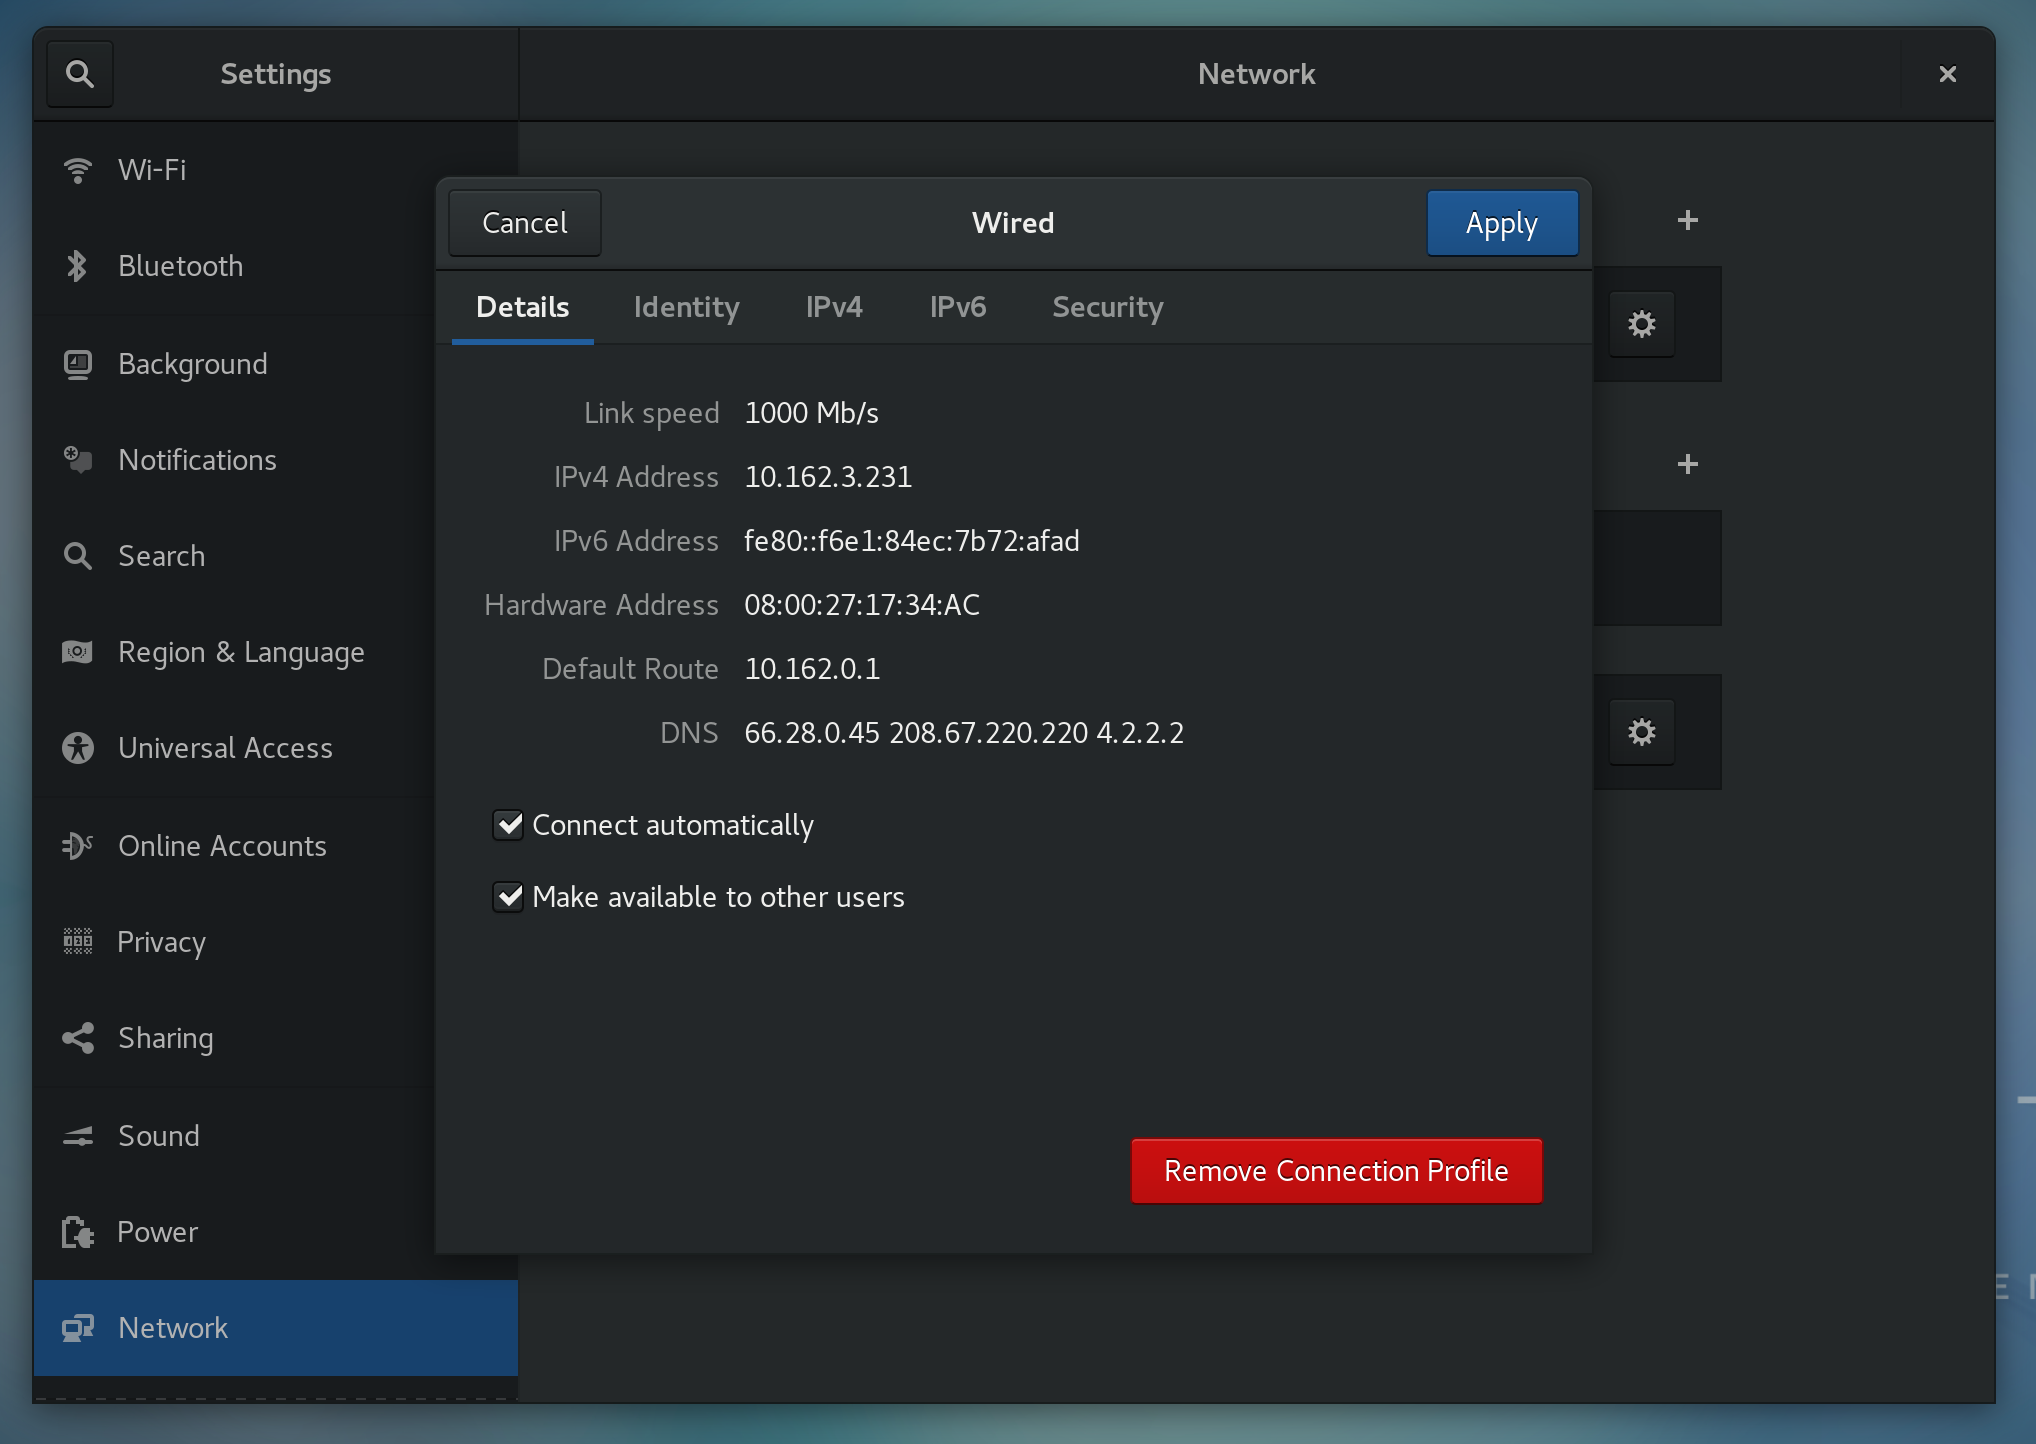 Settings
Network
Wi-Fi
Bluetooth
Background
Notifications
Search
Region & Language
Universal Access
Online Accounts
Privacy
Sharing
Sound
Power
Network
Cancel
Wired
Apply
Details
Identity
IPv4
IPv6
Security
Link speed 1000 Mb/s
IPv4 Address 10.162.3.231
IPv6 Address fe80::f6e1:84ec:7b72:afad
Hardware Address 08:00:27:17:34:AC
Default Route 10.162.0.1
DNS 66.28.0.45 208.67.220.220 4.2.2.2
Connect automatically
Make available to other users
Remove Connection Profile